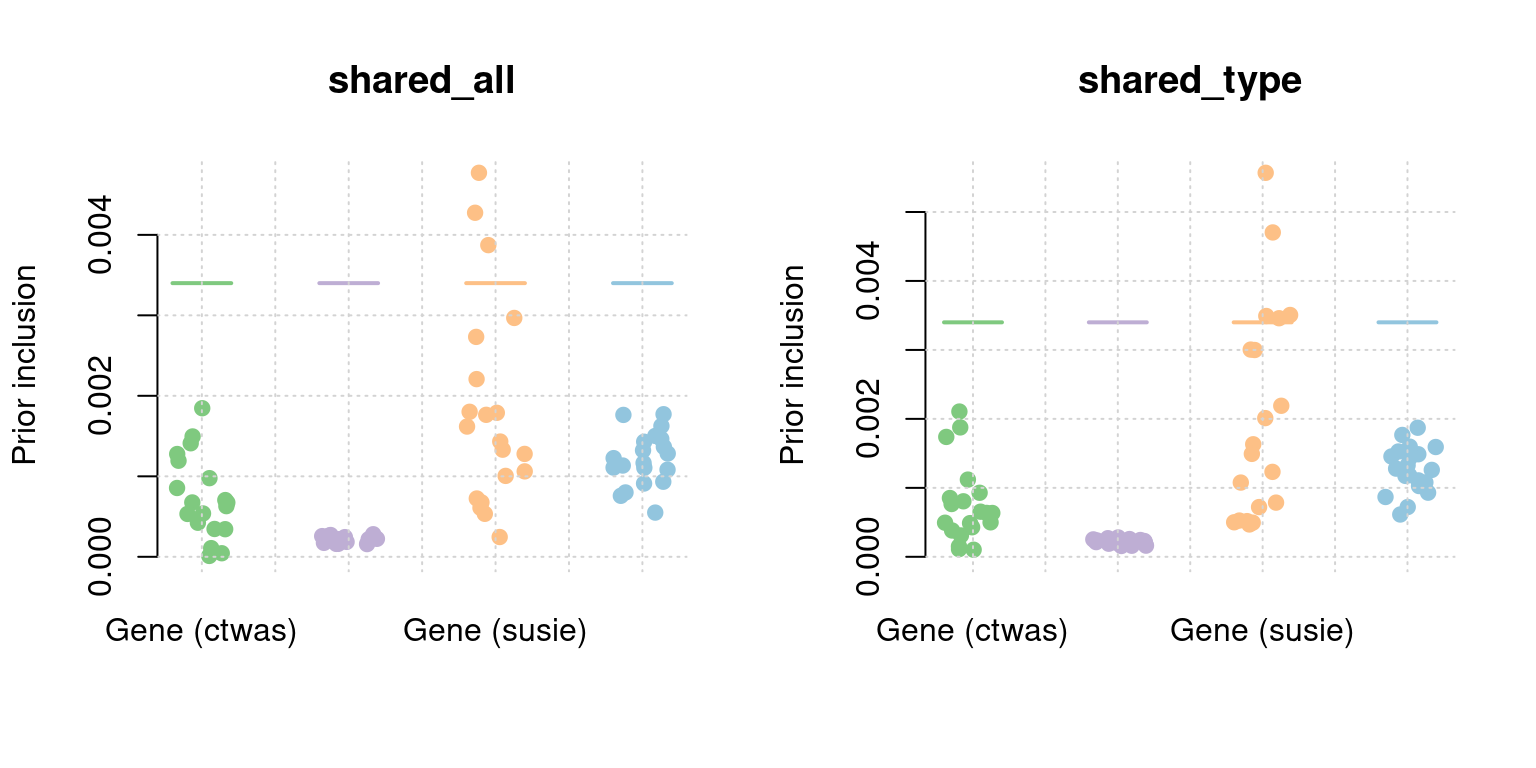 shared_all
Prior inclusion
0.004
0.002
0.000
Gene (ctwas)
Gene (susie)
shared_type
Prior inclusion
0.004
0.002
0.000
Gene (ctwas)
Gene (susie)